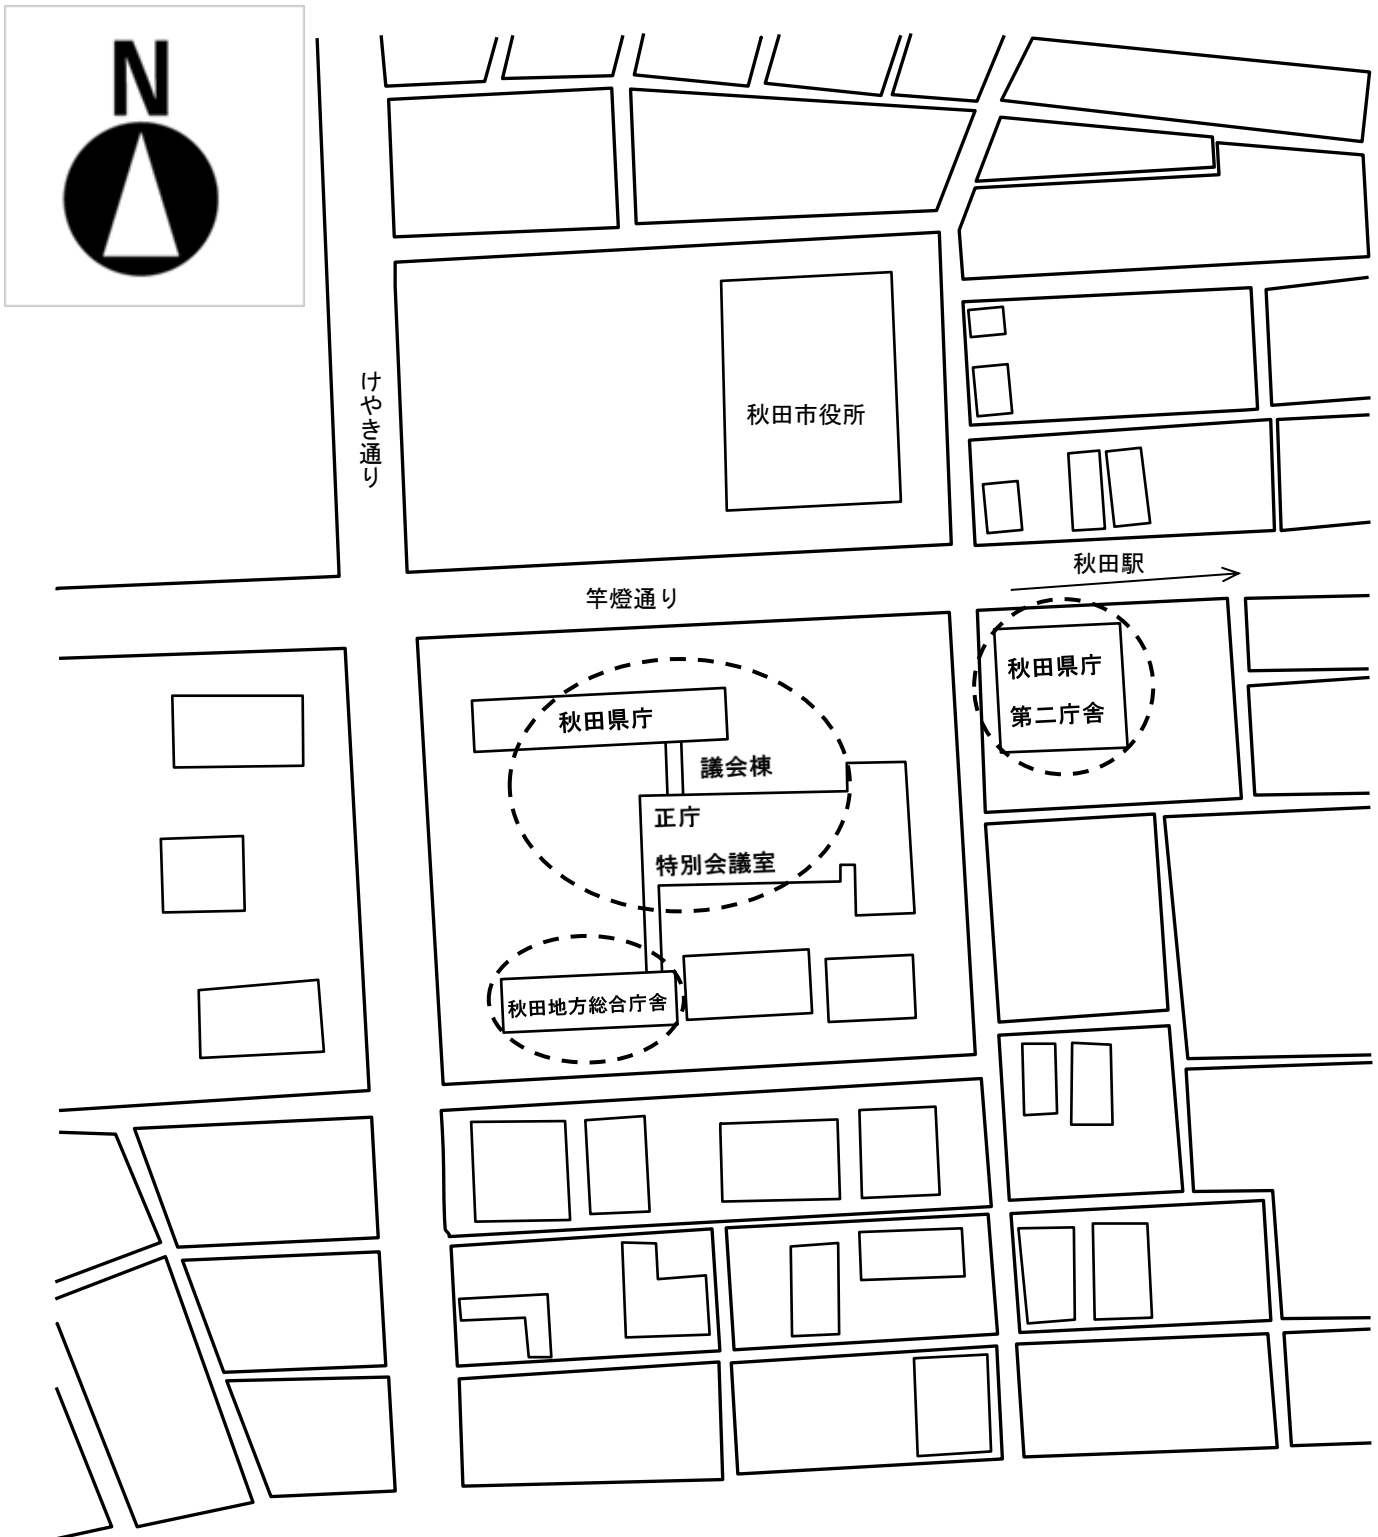 N
けやき通り
秋田市役所
秋田駅
竿燈通り
秋田県庁
第二庁舎
秋田県庁
議会棟
正庁
特別会議室
秋田地方総合庁舎